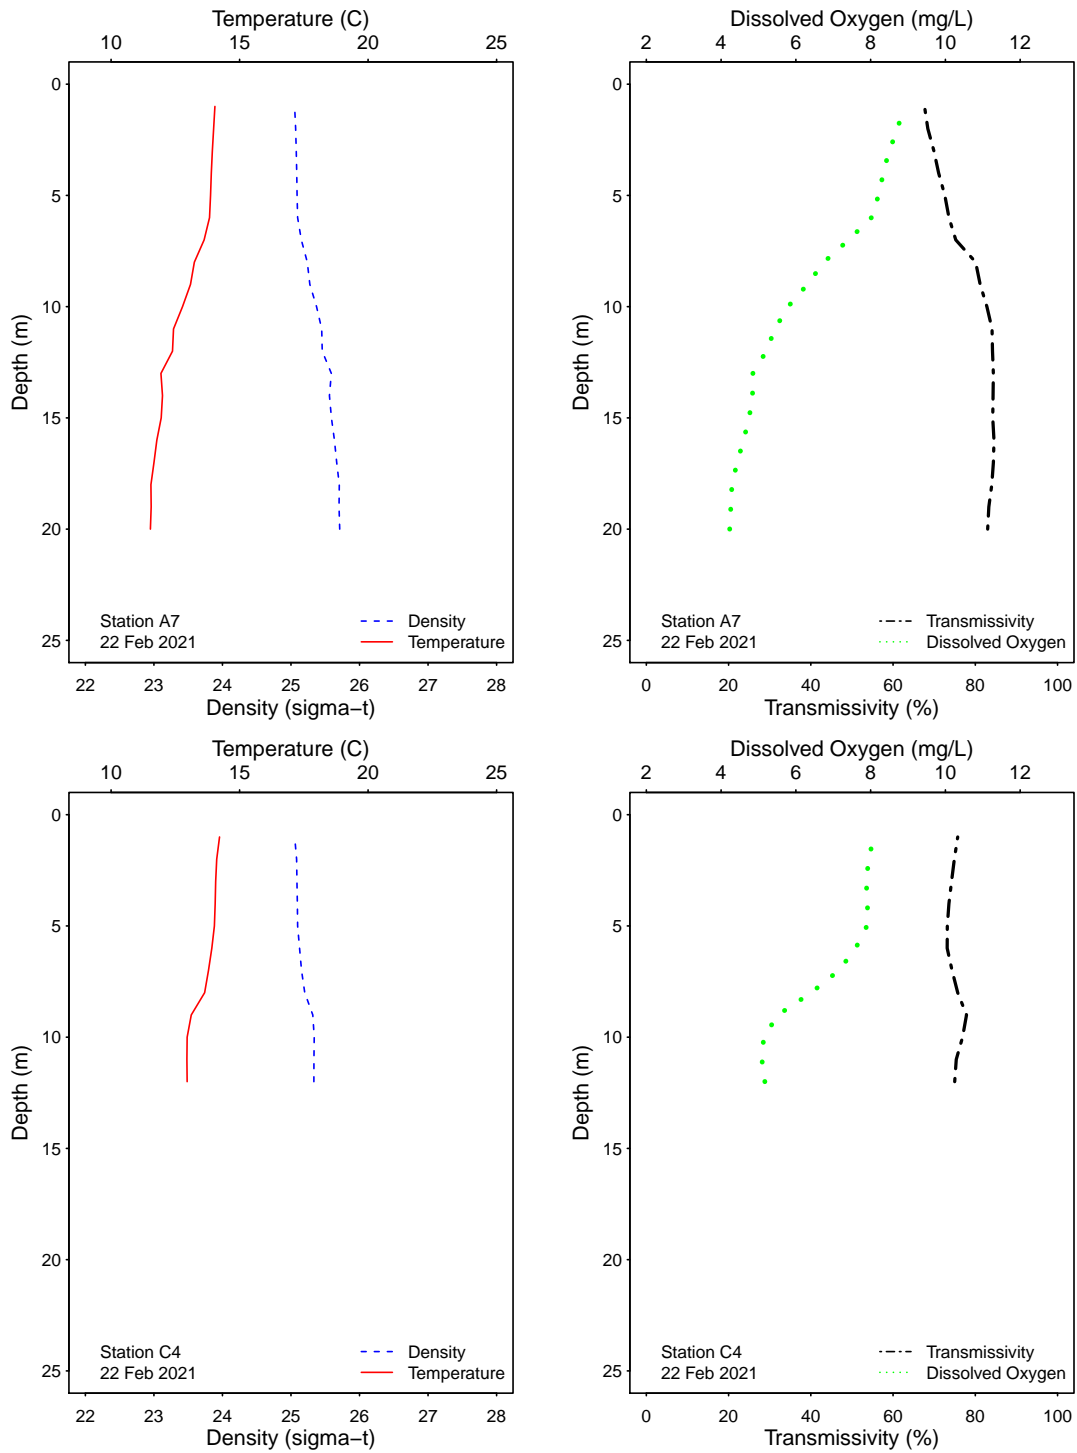 Temperature (C)
10 15 20 25
0
5
10
15
20
25
Depth (m)
Station A7
22 Feb 2021
Density
Temperature
22 23 24 25 26 27 28
Density (sigma−t)
Dissolved Oxygen (mg/L)
2 4 6 8 10 12
0
5
10
15
20
25
Depth (m)
Station A7
22 Feb 2021
Transmissivity
Dissolved Oxygen
0 20 40 60 80 100
Transmissivity (%)
Temperature (C)
10 15 20 25
0
5
10
15
20
25
Depth (m)
Station C4
22 Feb 2021
Density
Temperature
22 23 24 25 26 27 28
Density (sigma−t)
Dissolved Oxygen (mg/L)
2 4 6 8 10 12
0
5
10
15
20
25
Depth (m)
Station C4
22 Feb 2021
Transmissivity
Dissolved Oxygen
0 20 40 60 80 100
Transmissivity (%)